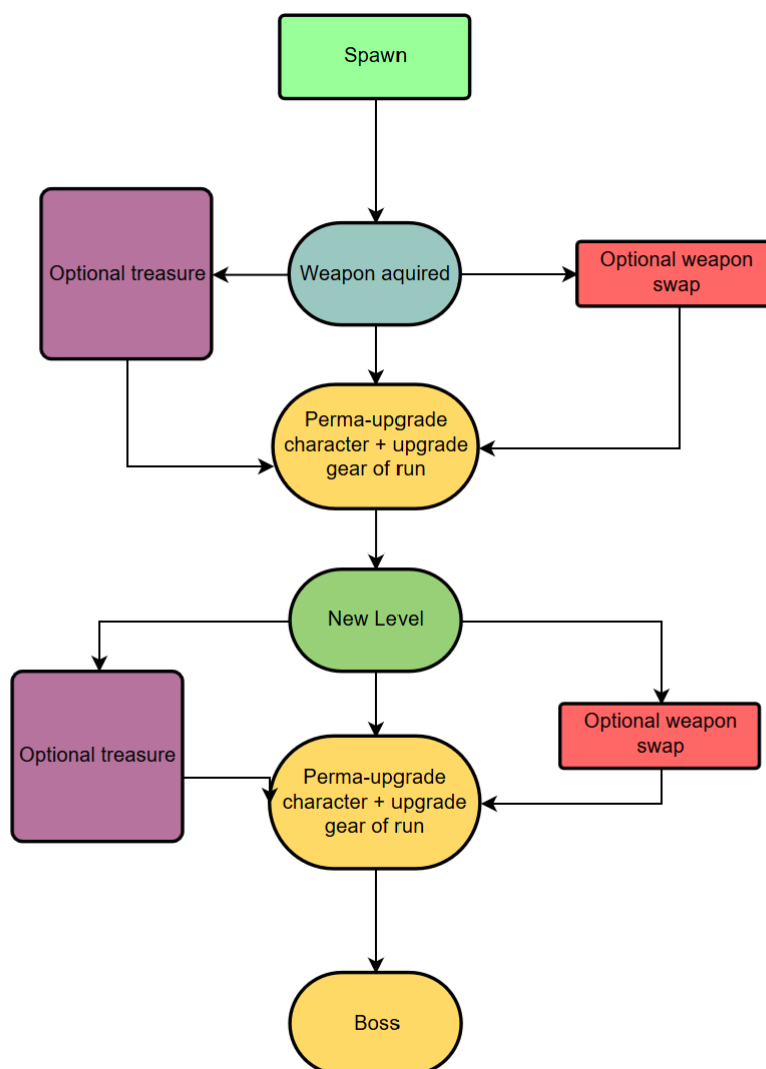 Spawn
Optional treasure
Weapon aquired
Optional weapon
swap
Perma-upgrade
character + upgrade
gear of run
New Level
Optional treasure
Optional weapon
swap
Perma-upgrade
character + upgrade
gear of run
Boss